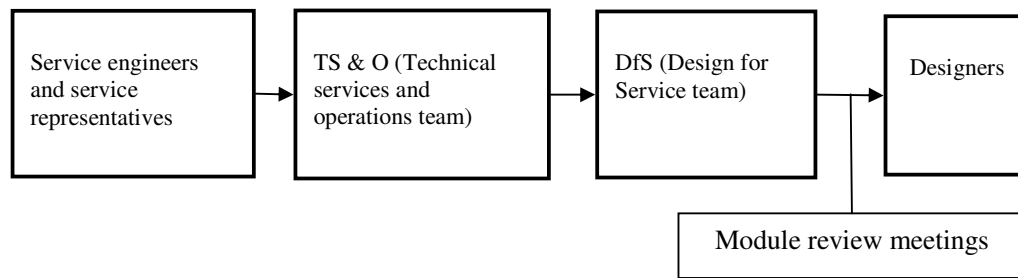 Service engineers
and service
representatives
TS & O (Technical
services and
operations team)
DfS (Design for
Service team)
Designers
Module review meetings